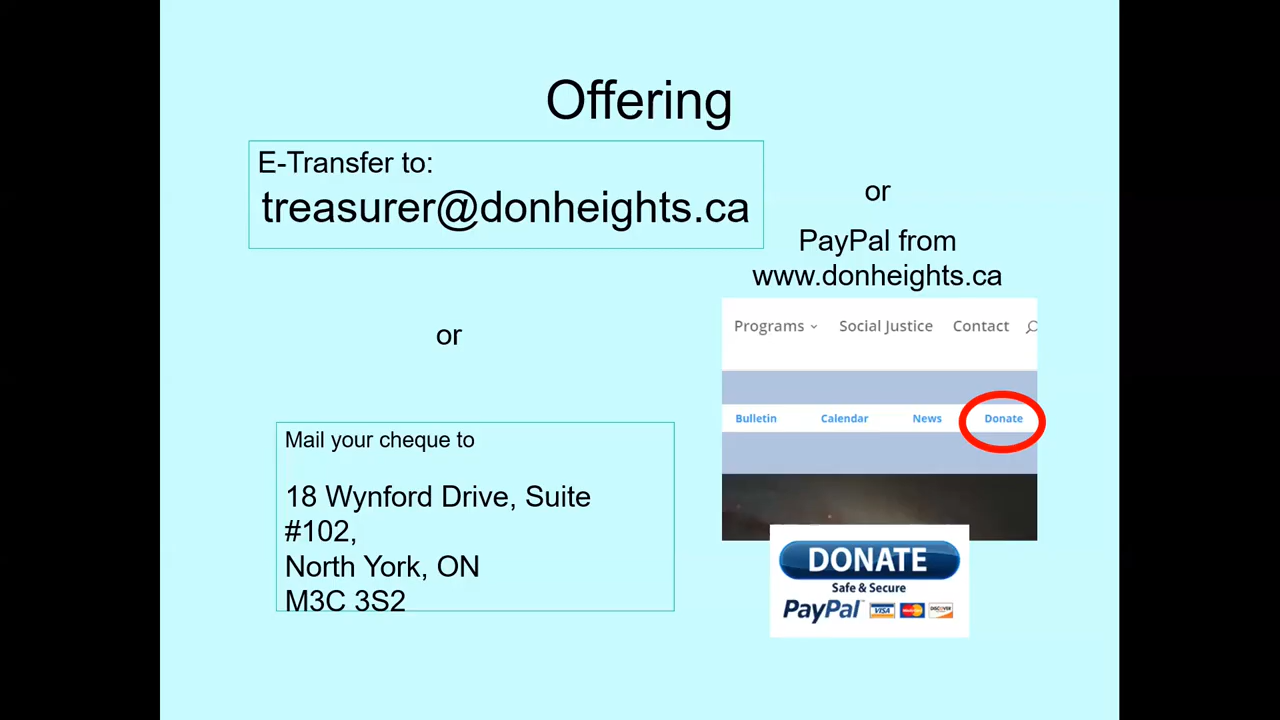 Offering
E-Transfer to:
treasurer@donheights.ca
or
PayPal from
www.donheights.ca
or
Programs
Social Justice
Contact
Bulletin
Calendar
News
Donate
Mail your cheque to
18 Wynford Drive, Suite
#102,
North York, ON
M3C 3S2
DONATE
Safe & Secure
PayPal VISA MasterCard DISCOVER